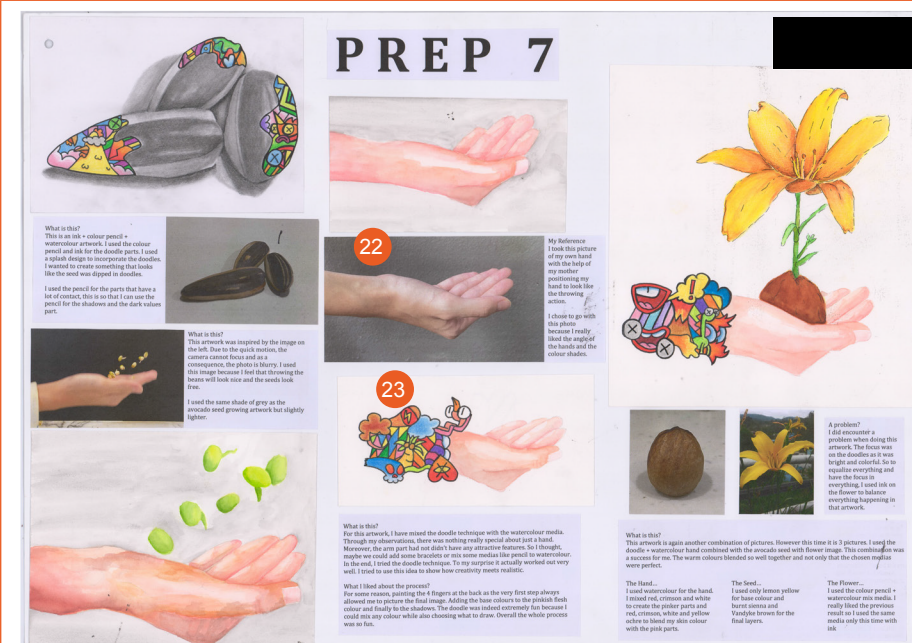 PREP 7
What is this?
This is an ink + colour pencil +
watercolour artwork. I used the colour
pencil and ink for the doodle parts. I used
a splash design to incorporate the doodles.
I wanted to create something that looks
like the seed was dipped in doodles.
I used the pencil for the parts that have a
lot of contact, this is so that I can use the
pencil for the shadows and the dark values
part.
What is this?
This artwork was inspired by the image on
the left. Due to the quick motion, the
camera cannot focus and as a
consequence, the photo is blurry. I used
this image because I feel that throwing the
beans will look nice and the seeds look
free.
I used the same shade of grey as the
avocado seed growing artwork but slightly
lighter.
22
My Reference
I took this picture
of my own hand
with the help of
my mother
positioning my
hand to look like
the throwing
action.
I chose to go with
this photo
because I really
liked the angle of
the hands and the
colour shades.
23
What is this?
For this artwork, I have mixed the doodle technique with the watercolour media.
Through my observations, there was nothing really special about just a hand.
Moreover, the arm part had not didn't have any attractive features. So I thought,
maybe we could add some bracelets or mix some medias like pencil to watercolour.
In the end, I tried the doodle technique. To my surprise it actually worked out very
well. I tried to use this idea to show how creativity meets realistic.
What I liked about the process?
For some reason, painting the 4 fingers at the back as the very first step always
allowed me to picture the final image. Adding the base colours to the pinkish flesh
colour and finally to the shadows. The doodle was indeed extremely fun because I
could mix any colour while also choosing what to draw. Overall the whole process
was so fun.
A problem?
I did encounter a
problem when doing this
artwork. The focus was
on the doodles as it was
bright and colorful. So to
equalize everything and
have the focus in
everything, I used ink on
the flower to balance
everything happening in
that artwork.
What is this?
This artwork is again another combination of pictures. However this time it is 3 pictures. I used the
doodle + watercolour hand combined with the avocado seed with flower image. This combination was
a success for me. The warm colours blended so well together and not only that the chosen medias
were perfect.
The Hand...
I used watercolour for the hand.
I mixed red, crimson and white
to create the pinker parts and
red, crimson, white and yellow
ochre to blend my skin colour
with the pink parts.
The Seed...
I used only lemon yellow
for base colour and
burnt sienna and
Vandyke brown for the
final layers.
The Flower...
I used the colour pencil +
watercolour mix media. I
really liked the previous
result so I used the same
media only this time with
ink